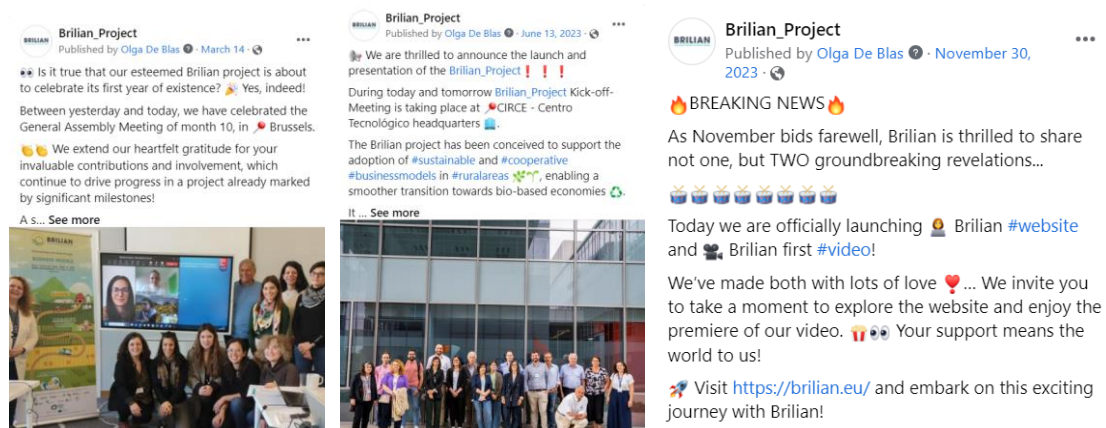 BRILIAN
Brilian_Project
Published by Olga De Blas · March 14 ·
👀 Is it true that our esteemed Brilian project is about
to celebrate its first year of existence? 🎉 Yes, indeed!
Between yesterday and today, we have celebrated the
General Assembly Meeting of month 10, in 📍 Brussels.
👏👏 We extend our heartfelt gratitude for your
invaluable contributions and involvement, which
continue to drive progress in a project already marked
by significant milestones!
A s... See more
BRILIAN
BRILIAN
Brilian_Project
Published by Olga De Blas · June 13, 2023 ·
📢 We are thrilled to announce the launch and
presentation of the Brilian_Project❗❗❗
During today and tomorrow Brilian_Project Kick-off-
Meeting is taking place at 📍CIRCE - Centro
Tecnológico headquarters 🏢.
The Brilian project has been conceived to support the
adoption of #sustainable and #cooperative
#businessmodels in #ruralareas 🌿🌱, enabling a
smoother transition towards bio-based economies ♻️.
It ... See more
BRILIAN
Brilian_Project
Published by Olga De Blas · November 30,
2023 ·
🔥BREAKING NEWS🔥
As November bids farewell, Brilian is thrilled to share
not one, but TWO groundbreaking revelations...
🥁🥁🥁🥁🥁🥁🥁🥁
Today we are officially launching 👩‍💻 Brilian #website
and 🎥 Brilian first #video!
We've made both with lots of love ❣️... We invite you
to take a moment to explore the website and enjoy the
premiere of our video. 🍿👀 Your support means the
world to us!
🚀 Visit https://brilian.eu/ and embark on this exciting
journey with Brilian!